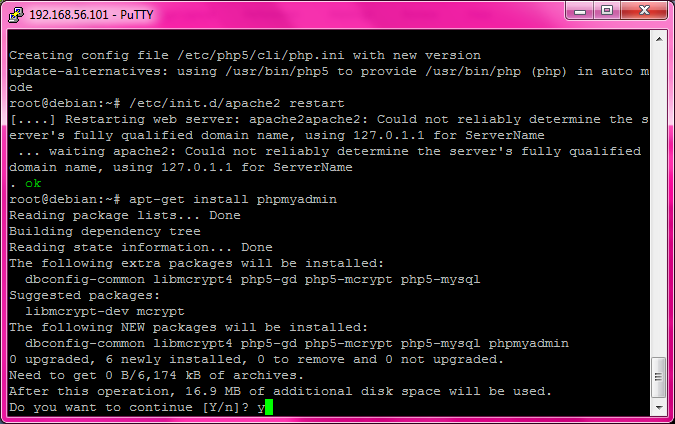 192.168.56.101 - PuTTY
Creating config file /etc/php5/cli/php.ini with new version
update-alternatives: using /usr/bin/php5 to provide /usr/bin/php (php) in auto m
ode
root@debian:~# /etc/init.d/apache2 restart
[....] Restarting web server: apache2apache2: Could not reliably determine the s
erver's fully qualified domain name, using 127.0.1.1 for ServerName
 ... waiting apache2: Could not reliably determine the server's fully qualified
domain name, using 127.0.1.1 for ServerName
. ok
root@debian:~# apt-get install phpmyadmin
Reading package lists... Done
Building dependency tree
Reading state information... Done
The following extra packages will be installed:
  dbconfig-common libmcrypt4 php5-gd php5-mcrypt php5-mysql
Suggested packages:
  libmcrypt-dev mcrypt
The following NEW packages will be installed:
  dbconfig-common libmcrypt4 php5-gd php5-mcrypt php5-mysql phpmyadmin
0 upgraded, 6 newly installed, 0 to remove and 0 not upgraded.
Need to get 0 B/6,174 kB of archives.
After this operation, 16.9 MB of additional disk space will be used.
Do you want to continue [Y/n]? y